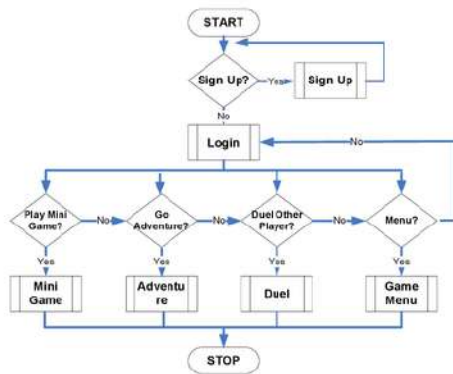 START
Sign Up?
Yes
Sign Up
No
Login
No
Play Mini
Game?
No
Go
Adventure?
No
Duel Other
Player?
No
Menu?
Yes
Yes
Yes
Yes
Mini
Game
Adventu
re
Duel
Game
Menu
STOP